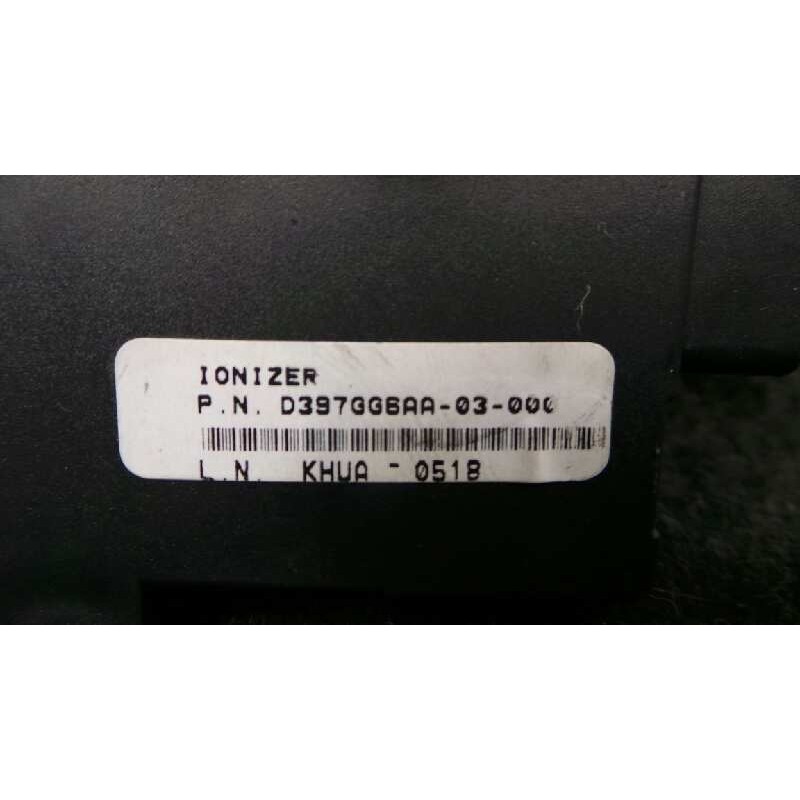 IONIZER
P.N. D397GG6AA-03-000
L.N. KHUA - 0518